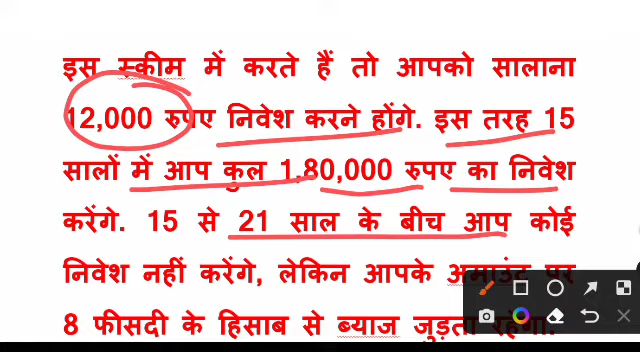 इस स्कीम में करते हैं तो आपको सालाना
12,000 रुपए निवेश करने होंगे. इस तरह 15
सालों में आप कुल 1,80,000 रुपए का निवेश
करेंगे. 15 से 21 साल के बीच आप कोई
निवेश नहीं करेंगे, लेकिन आपके अमाउंट पर
8 फीसदी के हिसाब से ब्याज जुड़ता रहेगा.